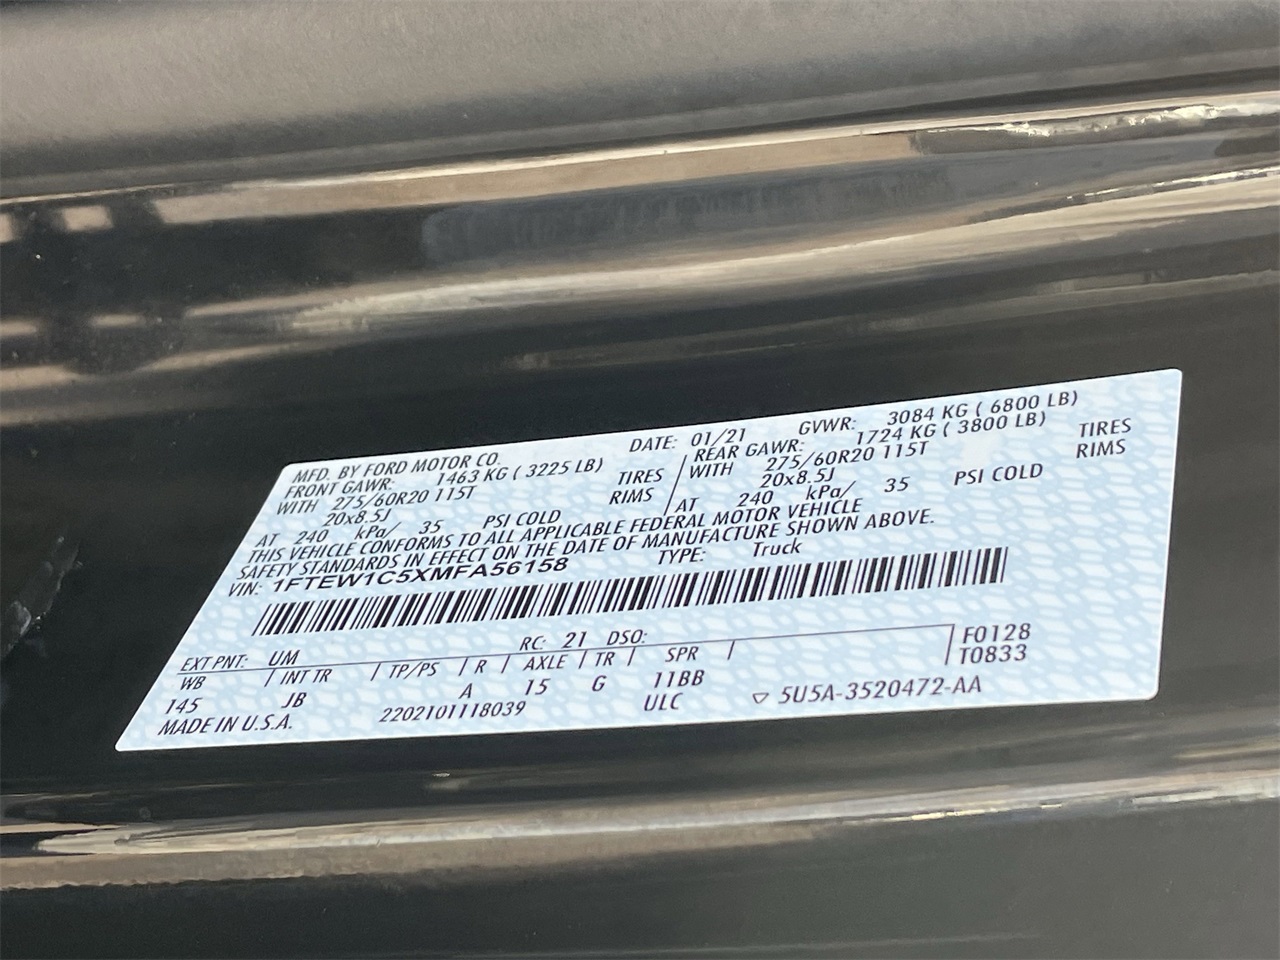 MFD. BY FORD MOTOR CO. DATE: 01/21 GVWR: 3084 KG ( 6800 LB)
FRONT GAWR: 1463 KG ( 3225 LB) REAR GAWR: 1724 KG ( 3800 LB)
WITH 275/60R20 115T TIRES WITH 275/60R20 115T TIRES
20x8.5J RIMS 20x8.5J RIMS
AT 240 kPa/ 35 PSI COLD AT 240 kPa/ 35 PSI COLD
THIS VEHICLE CONFORMS TO ALL APPLICABLE FEDERAL MOTOR VEHICLE
SAFETY STANDARDS IN EFFECT ON THE DATE OF MANUFACTURE SHOWN ABOVE.
VIN: 1FTEW1C5XMFA56158 TYPE: Truck
EXT PNT: UM RC: 21 DSO: F0128
WB / INT TR / TP/PS / R / AXLE / TR / SPR / / T0833
145 JB A 15 G 11BB
MADE IN U.S.A. 2202101118039 ULC ▽ 5U5A-3520472-AA